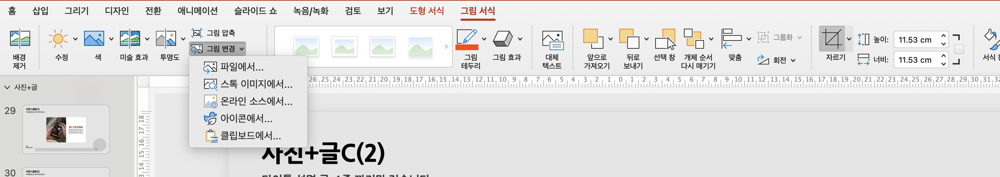 홈 삽입 그리기 디자인 전환 애니메이션 슬라이드 쇼 녹음/녹화 검토 보기 도형 서식 그림 서식
배경 제거
수정
색
미술 효과
투명도
그림 압축
그림 변경
그림 테두리
그림 효과
대체 텍스트
앞으로 가져오기
뒤로 보내기
선택 창
개체 순서 다시 매기기
맞춤
그룹화
회전
자르기
높이: 11.53 cm
너비: 11.53 cm
서식
파일에서...
스톡 이미지에서...
온라인 소스에서...
아이콘에서...
클립보드에서...
26 25 24 23 22 21 20 19 18 17 16 15 14 13 12 11 10 9 8 7 6 5 4 3 2 1 0 1 2 3 4 5 6 7 8 9 10 11 12 13 14 15 16 17 18 19 20 21 22 23 24 25 26 27 28 29 30 31
18
17
16
15
14
사진+글
29
사진+글B(1)
30
사진+글B(2)
사진+글C(2)